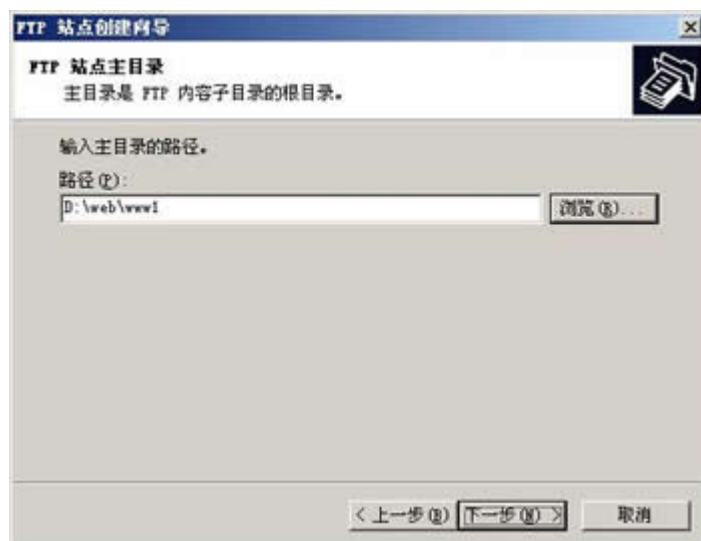 FTP 站点创建向导
FTP 站点主目录
主目录是 FTP 内容子目录的根目录。
输入主目录的路径。
路径(P):
D:\web\www1
浏览(R)...
< 上一步(B)
下一步(N) >
取消